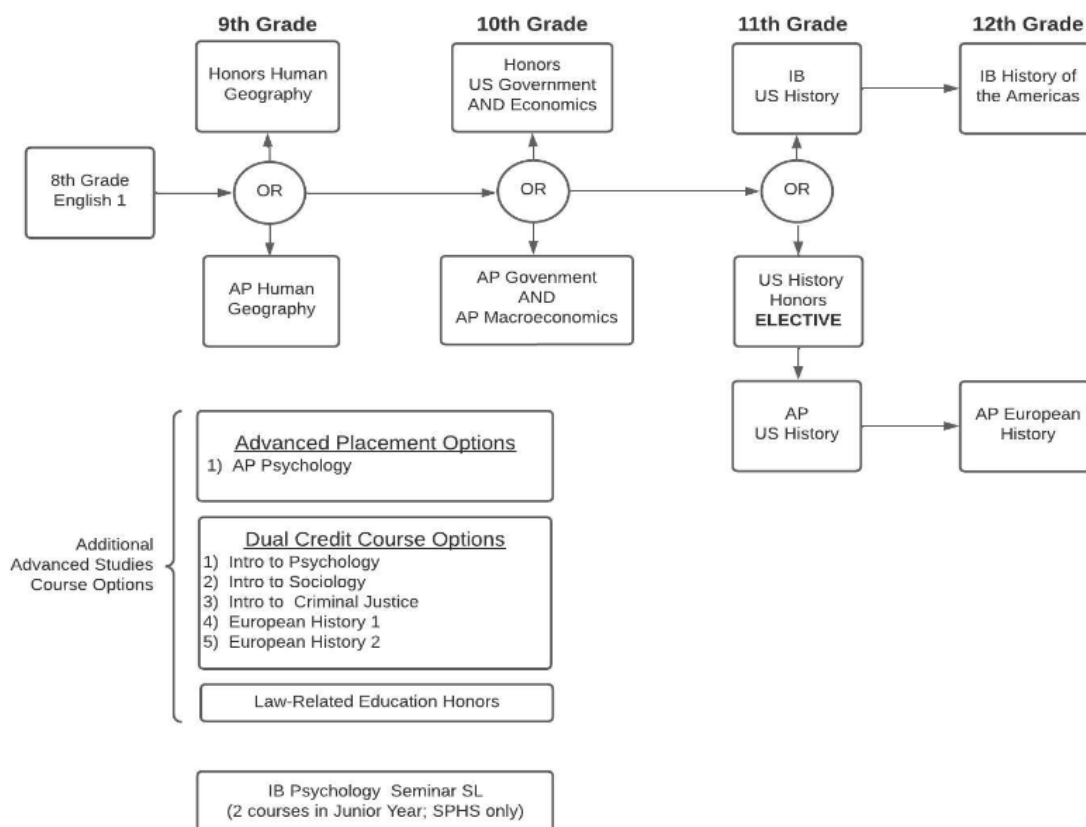 9th Grade
10th Grade
11th Grade
12th Grade
Honors Human
Geography
Honors
US Government
AND Economics
IB
US History
IB History of
the Americas
8th Grade
English 1
OR
OR
OR
AP Human
Geography
AP Govenment
AND
AP Macroeconomics
US History
Honors
ELECTIVE
AP
US History
AP European
History
Additional
Advanced Studies
Course Options
Advanced Placement Options
1) AP Psychology
Dual Credit Course Options
1) Intro to Psychology
2) Intro to Sociology
3) Intro to Criminal Justice
4) European History 1
5) European History 2
Law-Related Education Honors
IB Psychology Seminar SL
(2 courses in Junior Year; SPHS only)